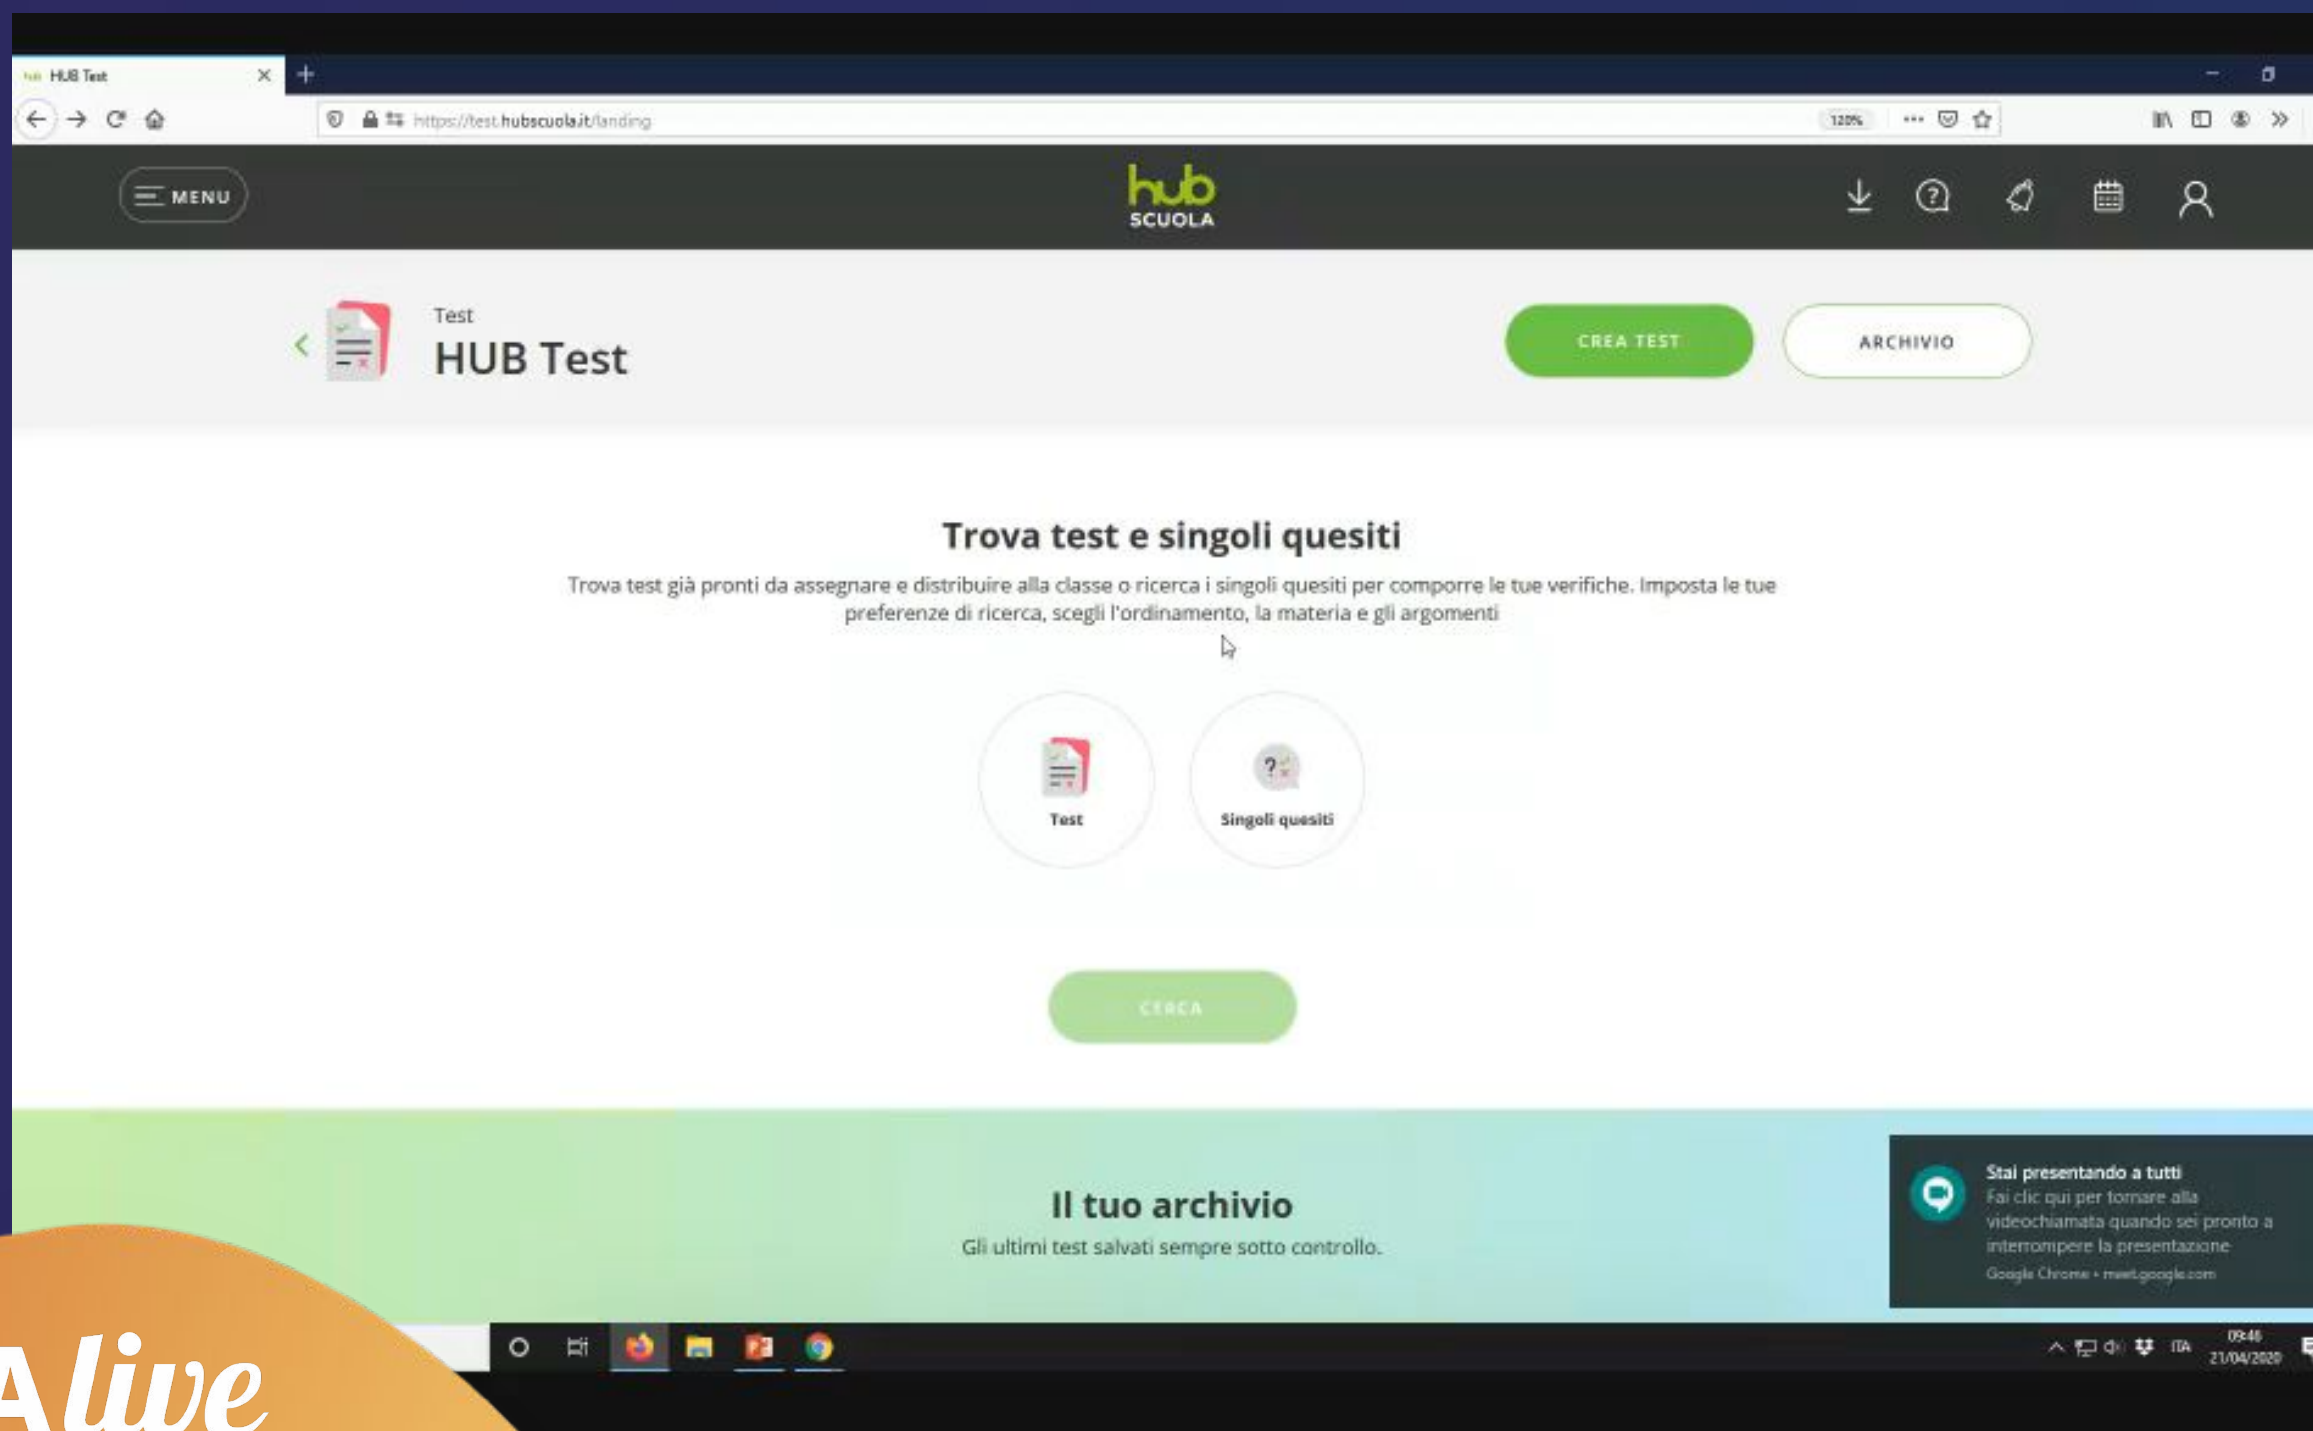 hub HUB Test
https://test.hubscuola.it/landing
120%
MENU
hub
SCUOLA
Test
HUB Test
CREA TEST
ARCHIVIO
Trova test e singoli quesiti
Trova test già pronti da assegnare e distribuire alla classe o ricerca i singoli quesiti per comporre le tue verifiche. Imposta le tue
preferenze di ricerca, scegli l'ordinamento, la materia e gli argomenti
Test
Singoli quesiti
CERCA
Il tuo archivio
Gli ultimi test salvati sempre sotto controllo.
Stai presentando a tutti
Fai clic qui per tornare alla
videochiamata quando sei pronto a
interrompere la presentazione
Google Chrome • meet.google.com
ITA
09:46
21/04/2020
Alive